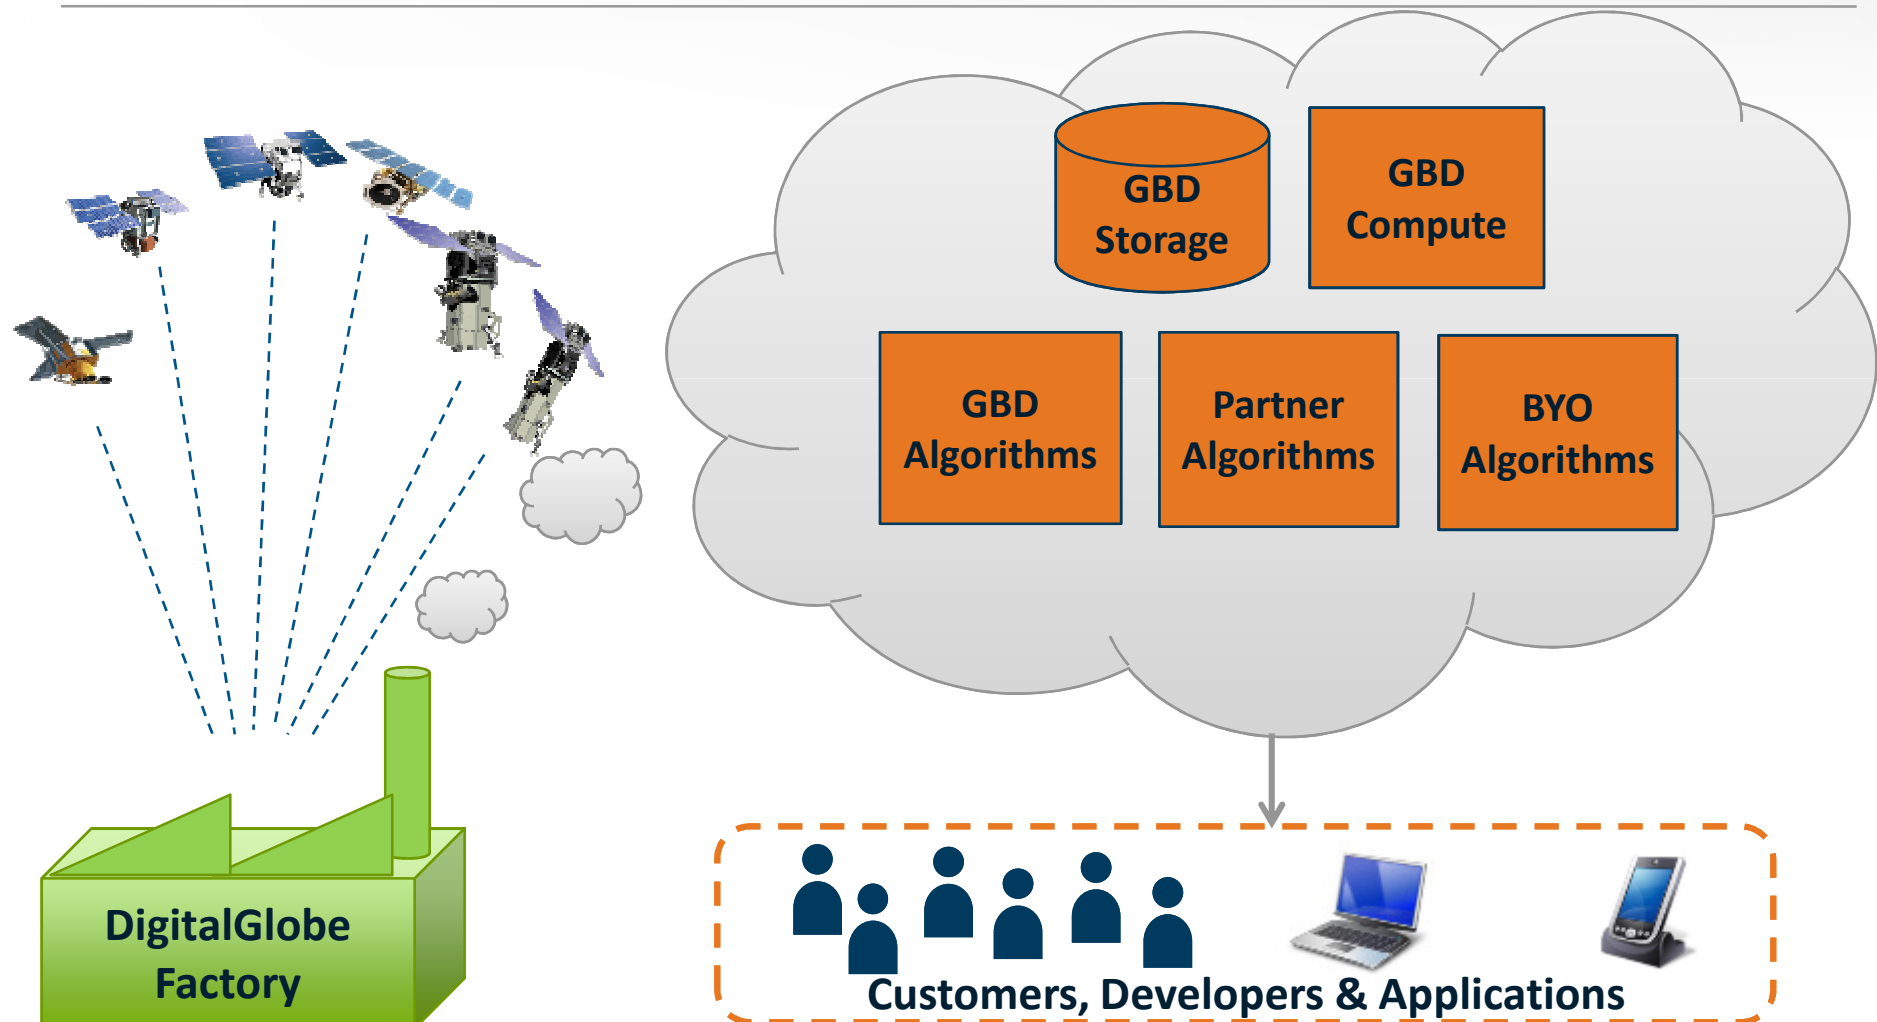 GBD
Storage
GBD
Compute
GBD
Algorithms
Partner
Algorithms
BYO
Algorithms
DigitalGlobe
Factory
Customers, Developers & Applications